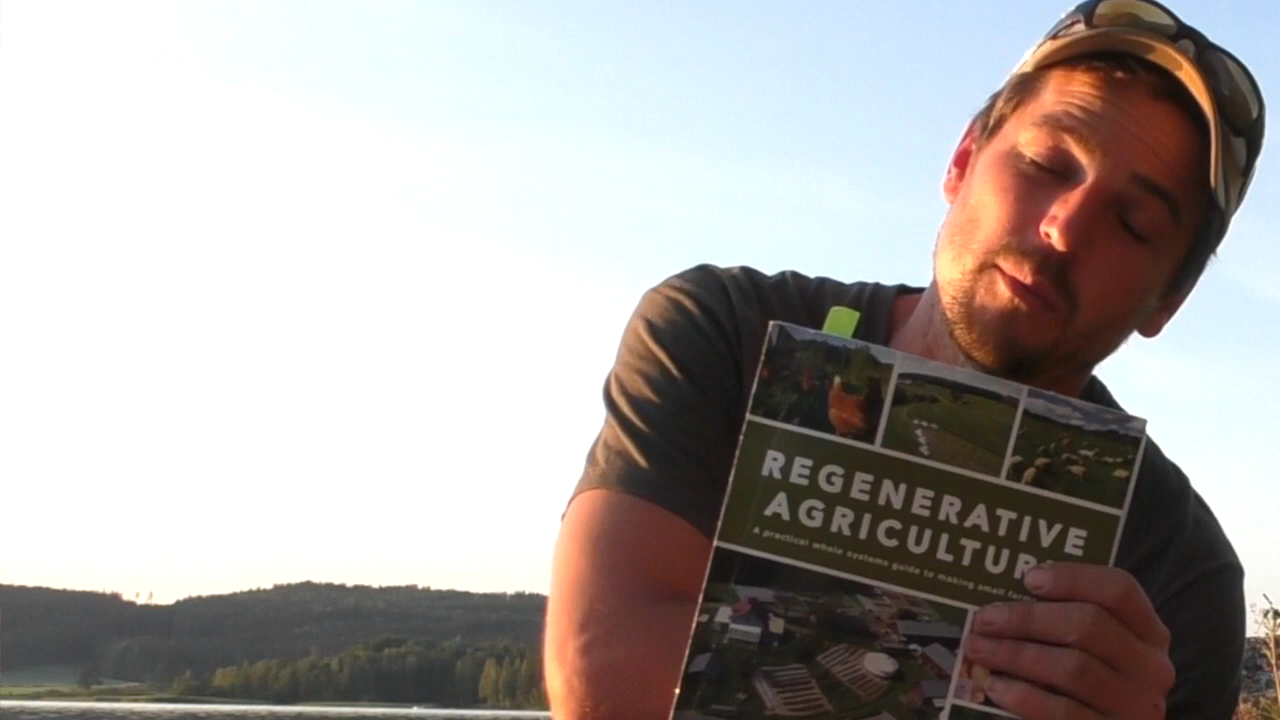 REGENERATIVE
AGRICULTUR
A practical whole systems guide to making small farm